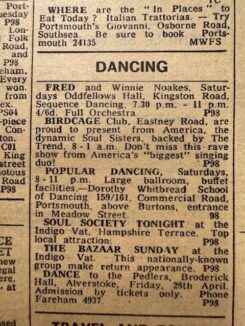 WHERE are the "In Places" to
Eat Today? Italian Trattorias. — Try
Portsmouth's Giovanni, Osborne Road,
Southsea. Be sure to book Ports-
mouth 24135 MWFS
DANCING
FRED and Winnie Noakes, Satur-
days Oddfellows Hall, Kingston Road,
Sequence Dancing, 7.30 p.m. - 11 p.m.
4/6d. Full Orchestra. P98
BIRDCAGE Club, Eastney Road, are
proud to present from America, the
dynamic Soul Sisters, backed by The
Trend, 8-1 a.m. Don't miss this rave
show from America's "biggest" singing
duo! P98
POPULAR DANCING, Saturdays,
8 - 11 p.m. Large ballroom, buffet
facilities.—Dorothy Whitbread School
of Dancing 159/161, Commercial Road,
Portsmouth, above Burtons, entrance
in Meadow Street. 98
SOUL SOCIETY TONIGHT at the
Indigo Vat, Hampshire Terrace. Top
local attraction: P98
THE BAZAAR SUNDAY at the
Indigo Vat. This nationally-known
group make return appearance. P98
DANCE to the Pedlers, Broderick
Hall, Alverstoke, Friday, 28th April.
Admission by tickets only. Phone
Fareham 4937. P98